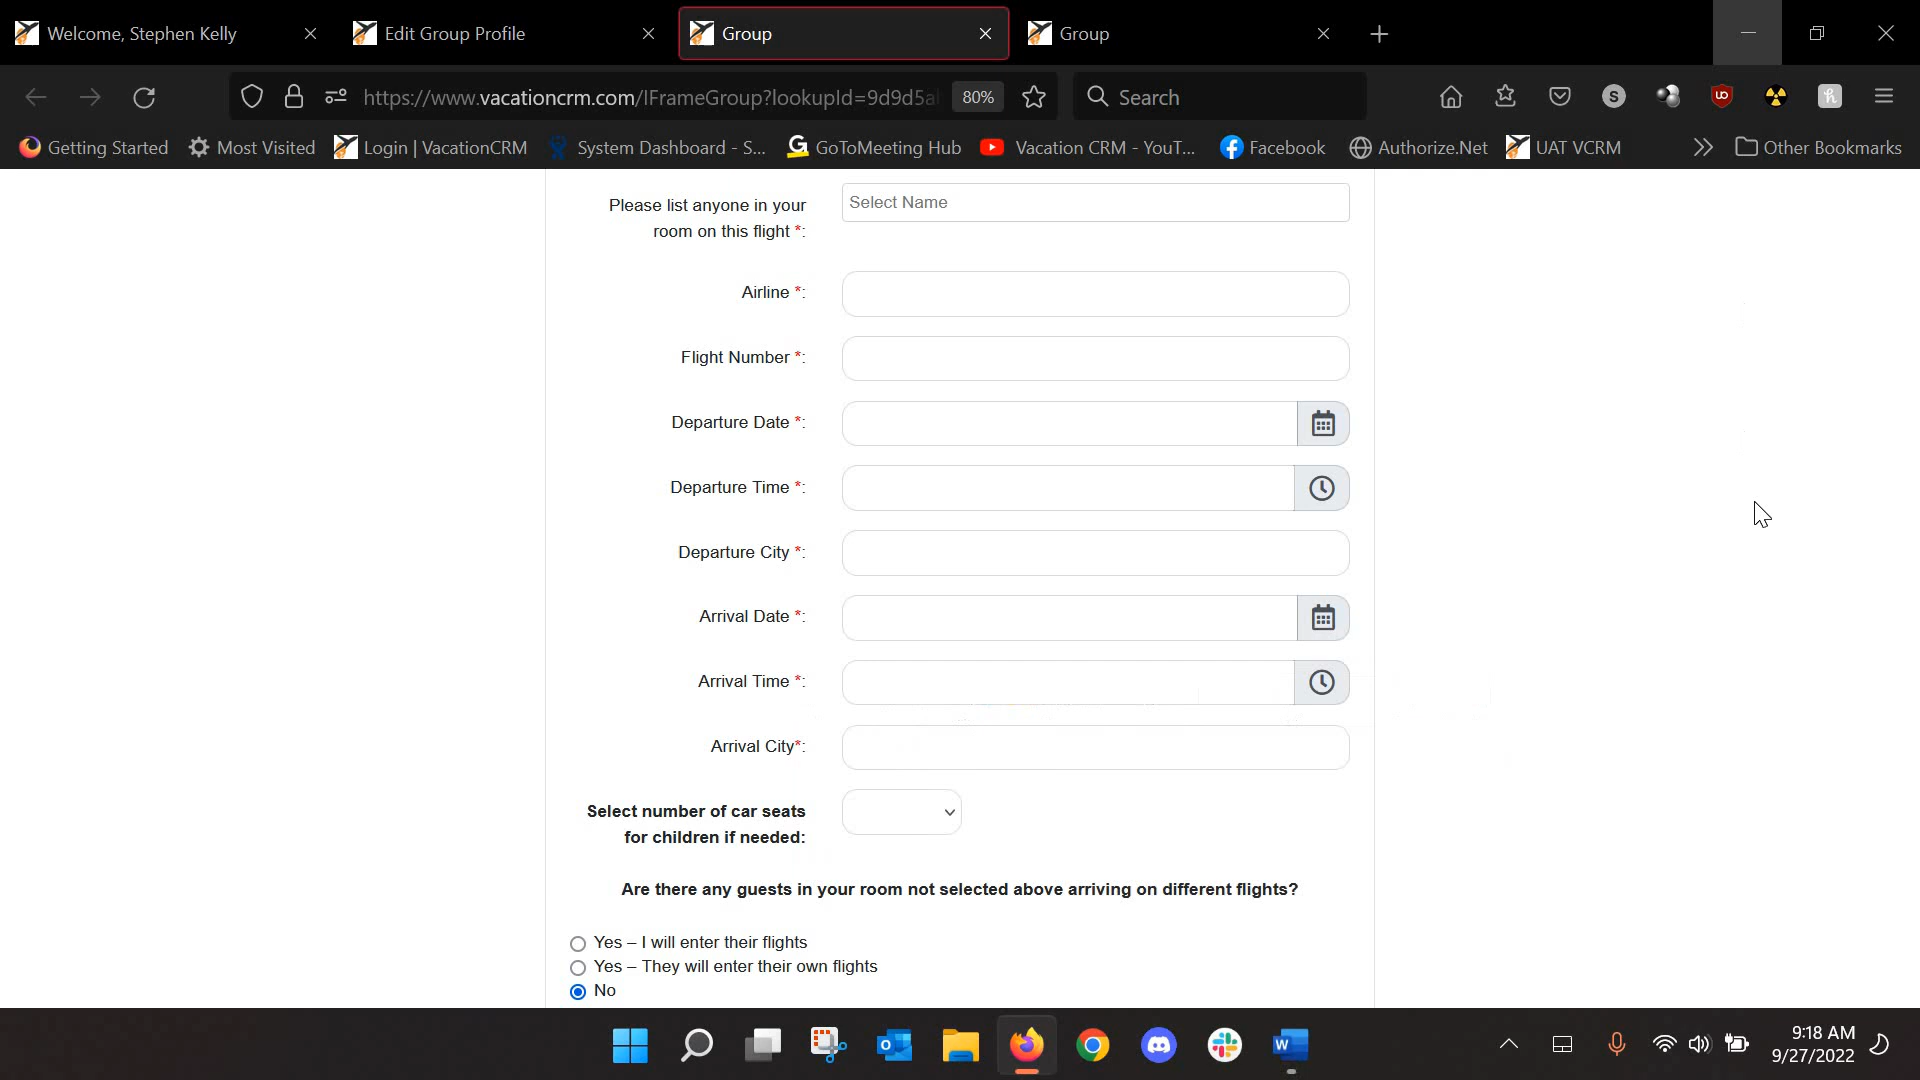 Welcome, Stephen Kelly
Edit Group Profile
Group
Group
https://www.vacationcrm.com/IFrameGroup?lookupId=9d9d5a
80%
Search
Getting Started
Most Visited
Login | VacationCRM
System Dashboard - S...
GoToMeeting Hub
Vacation CRM - YouT...
Facebook
Authorize.Net
UAT VCRM
Other Bookmarks
Please list anyone in your
room on this flight *:
Select Name
Airline *:
Flight Number *:
Departure Date *:
Departure Time *:
Departure City *:
Arrival Date *:
Arrival Time *:
Arrival City*:
Select number of car seats
for children if needed:
Are there any guests in your room not selected above arriving on different flights?
Yes – I will enter their flights
Yes – They will enter their own flights
No
9:18 AM
9/27/2022